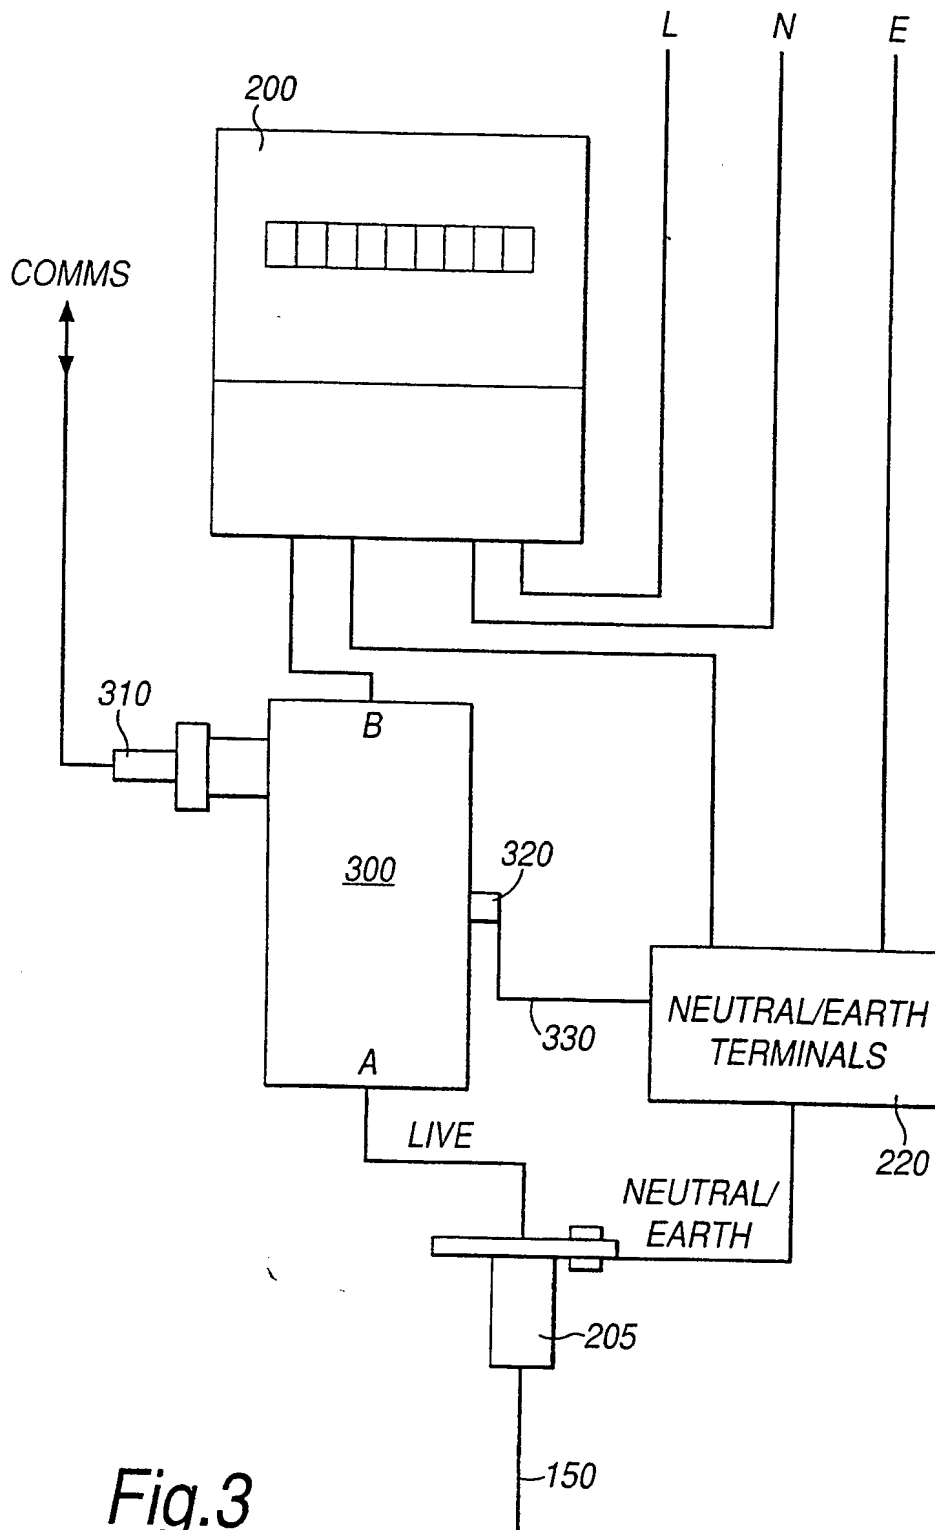 L N E
200
COMMS
310
B
300
320
NEUTRAL/EARTH
TERMINALS
330
A
LIVE
220
NEUTRAL/
EARTH
205
150
Fig.3